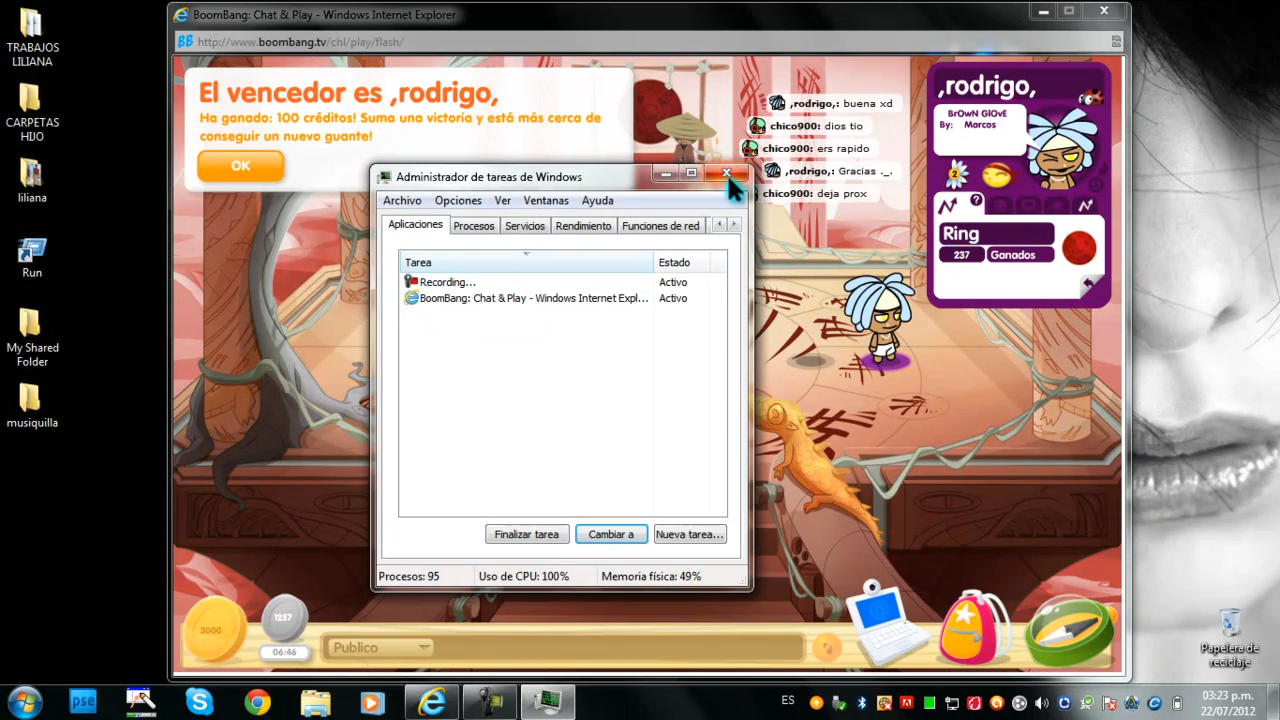 TRABAJOS
LILIANA
CARPETAS
HIJO
liliana
Run
My Shared
Folder
musiquilla
BoomBang: Chat & Play - Windows Internet Explorer
http://www.boombang.tv/chl/play/flash/
El vencedor es ,rodrigo,
Ha ganado: 100 créditos! Suma una victoria y está más cerca de
conseguir un nuevo guante!
OK
,rodrigo,: buena xd
chico900: dios tio
chico900: ers rapido
,rodrigo,: Gracias ._.
chico900: deja prox
,rodrigo,
BrOwN GlOvE
By: Marcos
2
?
Ring
237 Ganados
Administrador de tareas de Windows
Archivo Opciones Ver Ventanas Ayuda
Aplicaciones Procesos Servicios Rendimiento Funciones de red
Tarea Estado
Recording... Activo
BoomBang: Chat & Play - Windows Internet Expl... Activo
Finalizar tarea Cambiar a Nueva tarea...
Procesos: 95 Uso de CPU: 100% Memoria física: 49%
3000
1257
06:46
Publico
Papelera de
reciclaje
pse
ES
03:23 p.m.
22/07/2012